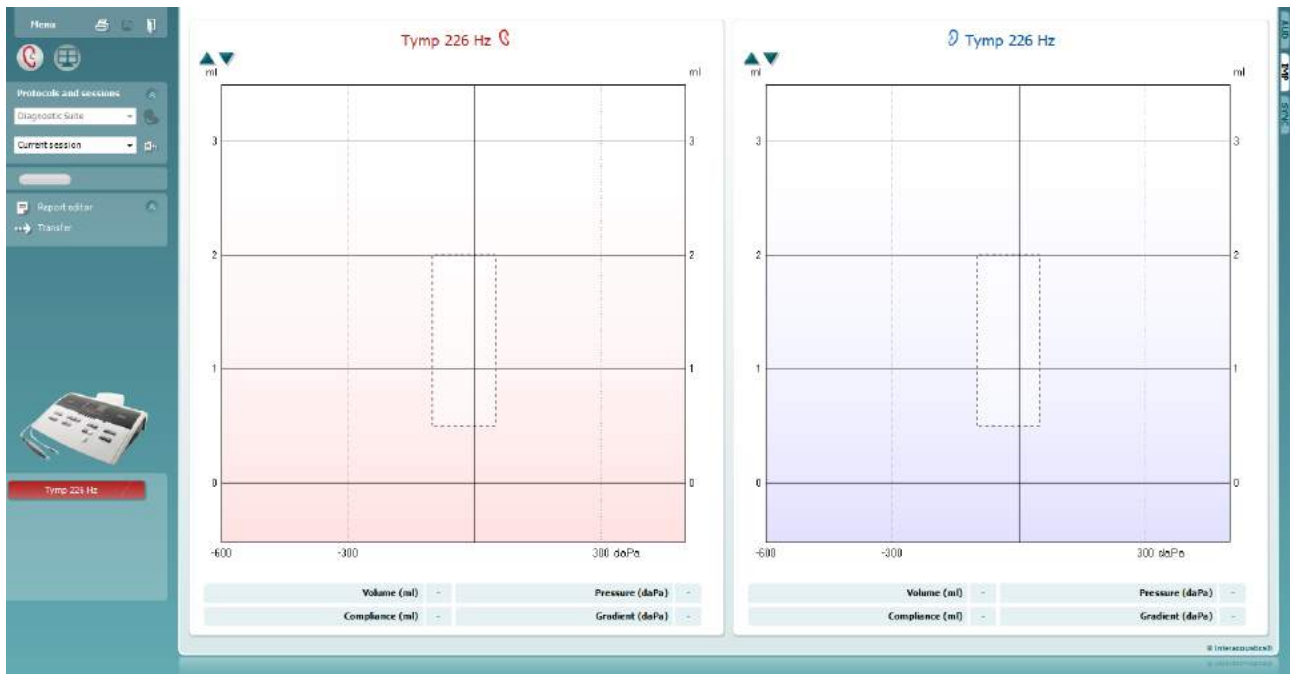 Menu
Protocols and sessions
Diagnostic Suite
Current session
Report editor
Transfer
Tymp 226 Hz
Tymp 226 Hz
ml
ml
3
3
2
2
1
1
0
0
-600
-300
300 daPa
Volume (ml) -
Pressure (daPa) -
Compliance (ml) -
Gradient (daPa) -
Tymp 226 Hz
ml
ml
3
3
2
2
1
1
0
0
-600
-300
300 daPa
Volume (ml) -
Pressure (daPa) -
Compliance (ml) -
Gradient (daPa) -
AUD
IMP
SYNC
© Interacoustics®